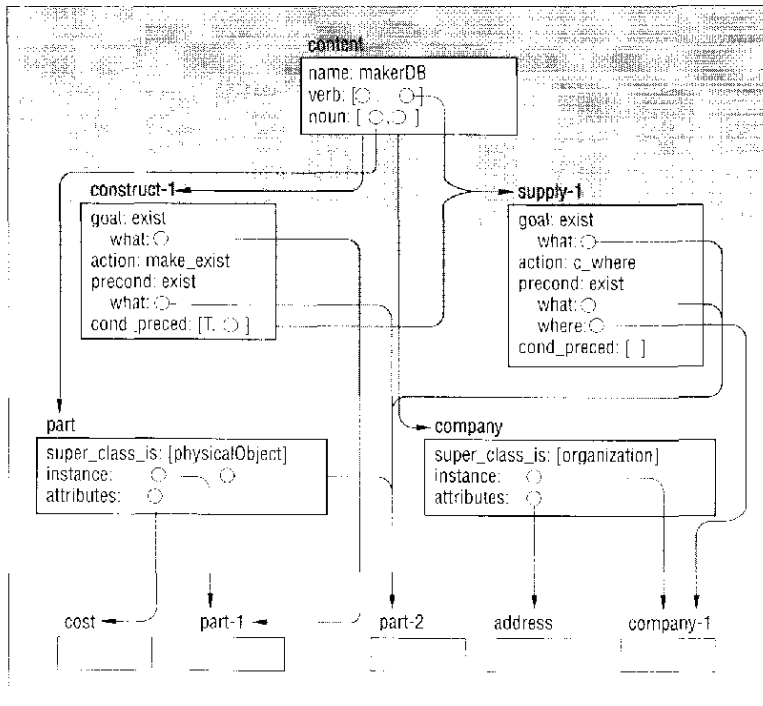 content
name: makerDB
verb: [○ ○]
noun: [ ○,○ ]
construct-1
goal: exist
what: ○
action: make_exist
precond: exist
what: ○
cond_preced: [T, ○ ]
supply-1
goal: exist
what: ○
action: c_where
precond: exist
what: ○
where: ○
cond_preced: [ ]
part
super_class_is: [physicalObject]
instance: ○ ○
attributes: ○
company
super_class_is: [organization]
instance: ○
attributes: ○
cost
part-1
part-2
address
company-1